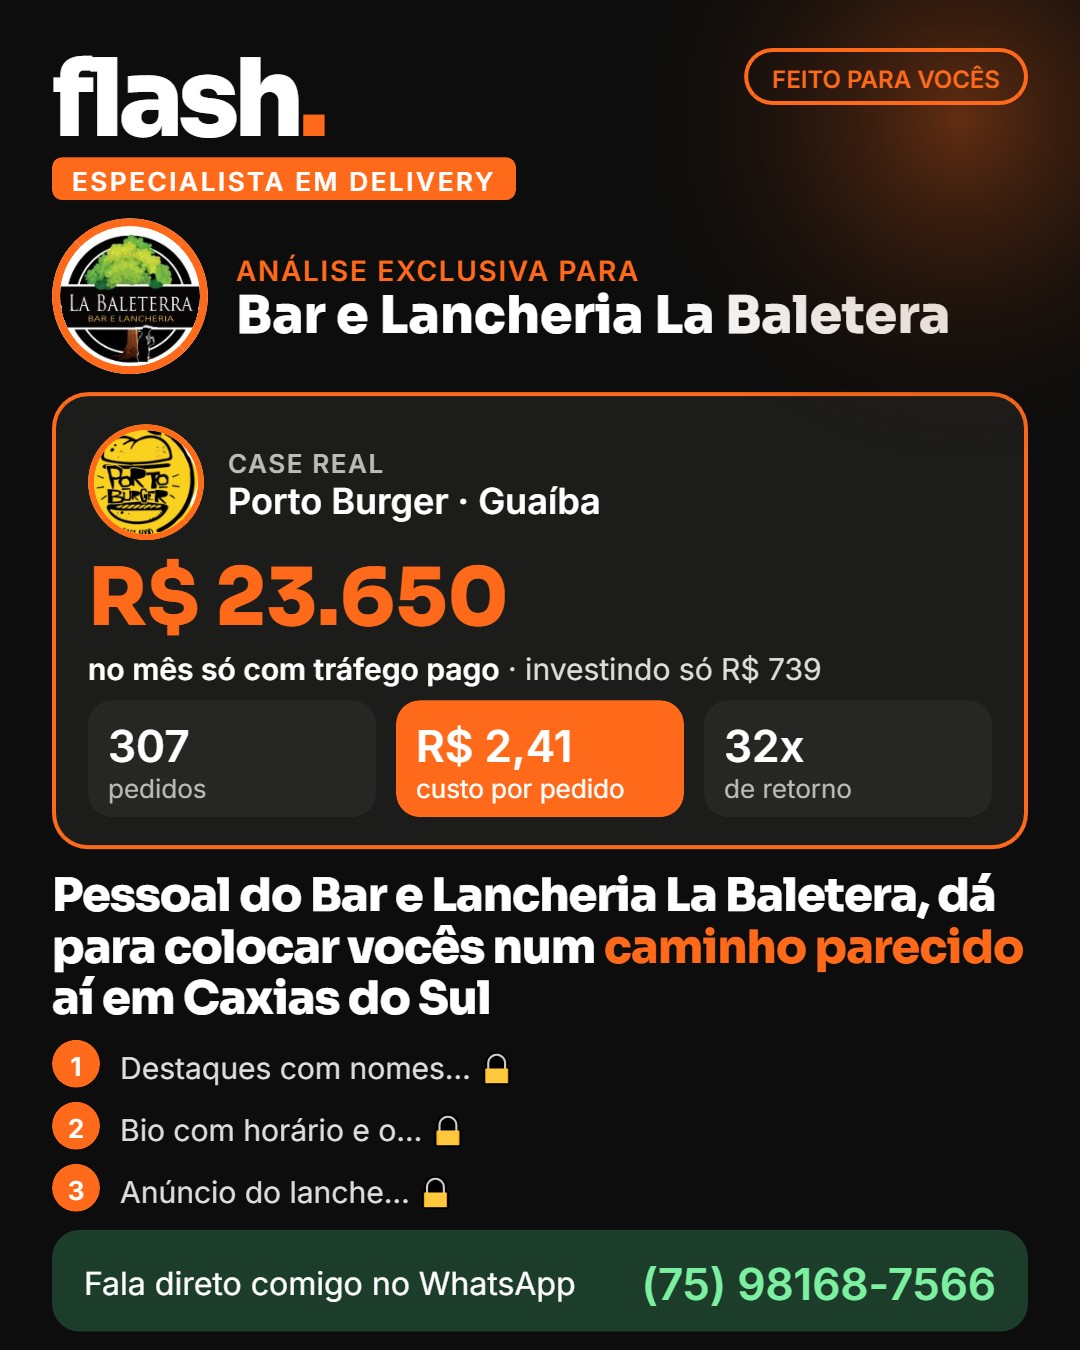 flash.
FEITO PARA VOCÊS
ESPECIALISTA EM DELIVERY
LA BALETERRA
BAR E LANCHERIA
ANÁLISE EXCLUSIVA PARA
Bar e Lancheria La Baletera
PORTO
BURGER
CASE REAL
Porto Burger · Guaíba
R$ 23.650
no mês só com tráfego pago · investindo só R$ 739
307
pedidos
R$ 2,41
custo por pedido
32x
de retorno
Pessoal do Bar e Lancheria La Baletera, dá
para colocar vocês num caminho parecido
aí em Caxias do Sul
1 Destaques com nomes... 🔒
2 Bio com horário e o... 🔒
3 Anúncio do lanche... 🔒
Fala direto comigo no WhatsApp (75) 98168-7566